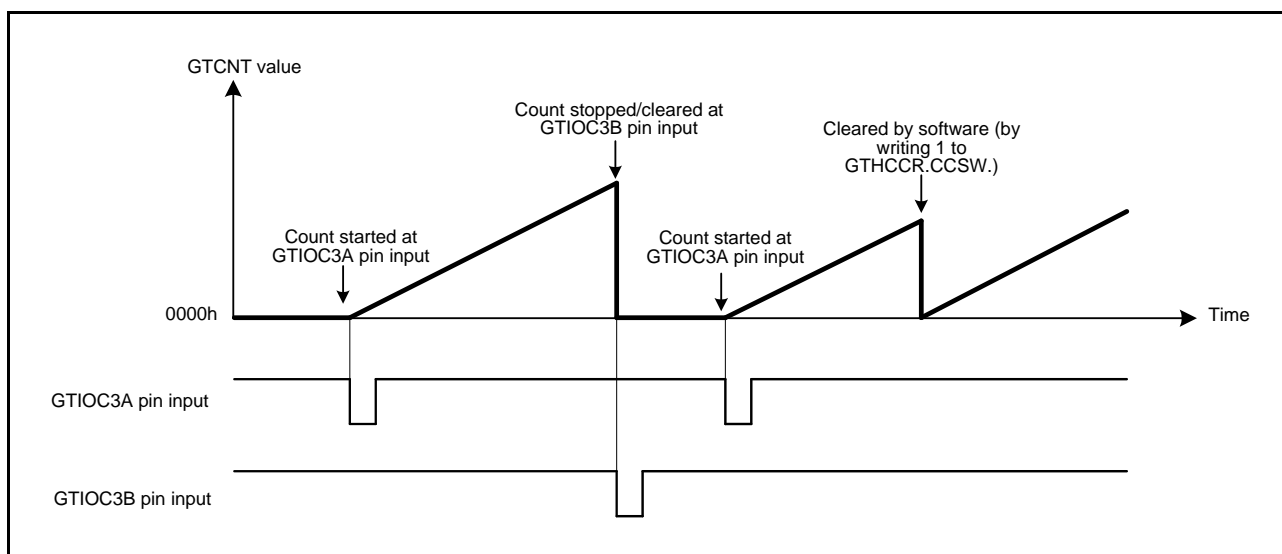 GTCNT value
Count stopped/cleared at
GTIOC3B pin input
Cleared by software (by
writing 1 to
GTHCCR.CCSW.)
Count started at
GTIOC3A pin input
Count started at
GTIOC3A pin input
0000h
Time
GTIOC3A pin input
GTIOC3B pin input